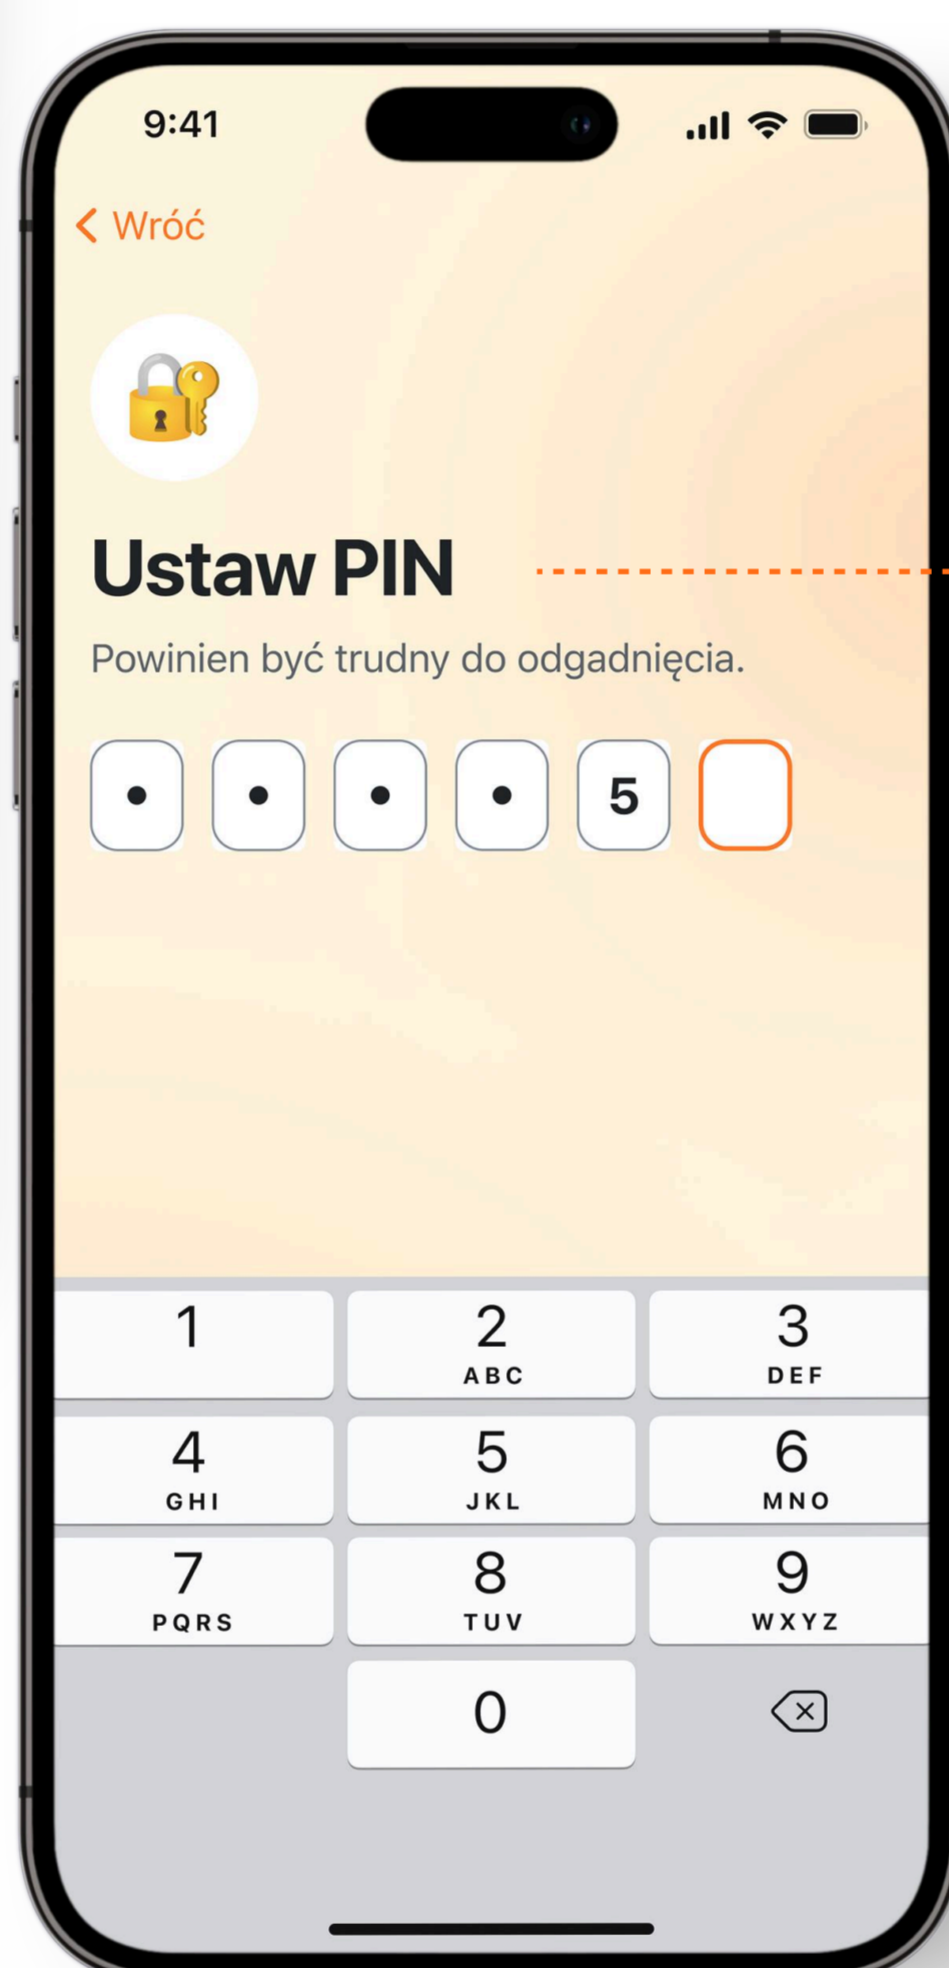 9:41
Wróć
Ustaw PIN
Powinien być trudny do odgadnięcia.
5
1 2 3
ABC DEF
4 5 6
GHI JKL MNO
7 8 9
PQRS TUV WXYZ
0